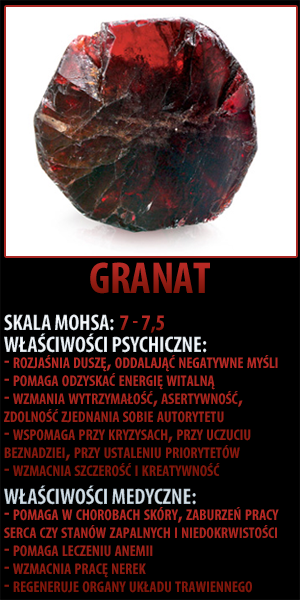 GRANAT
SKALA MOHSA: 7 - 7,5
WŁAŚCIWOŚCI PSYCHICZNE:
- ROZJAŚNIA DUSZĘ, ODDALAJĄĆ NEGATYWNE MYŚLI
- POMAGA ODZYSKAĆ ENERGIĘ WITALNĄ
- WZMANIA WYTRZYMAŁOŚĆ, ASERTYWNOŚĆ,
ZDOLNOŚĆ ZJEDNANIA SOBIE AUTORYTETU
- WSPOMAGA PRZY KRYZYSACH, PRZY UCZUCIU
BEZNADZIEI, PRZY USTALENIU PRIORYTETÓW
- WZMACNIA SZCZEROŚĆ I KREATYWNOŚĆ
WŁAŚCIWOŚCI MEDYCZNE:
- POMAGA W CHOROBACH SKÓRY, ZABURZEŃ PRACY
SERCA CZY STANÓW ZAPALNYCH I NIEDOKRWISTOŚCI
- POMAGA LECZENIU ANEMII
- WZMACNIA PRACĘ NEREK
- REGENERUJE ORGANY UKŁADU TRAWIENNEGO